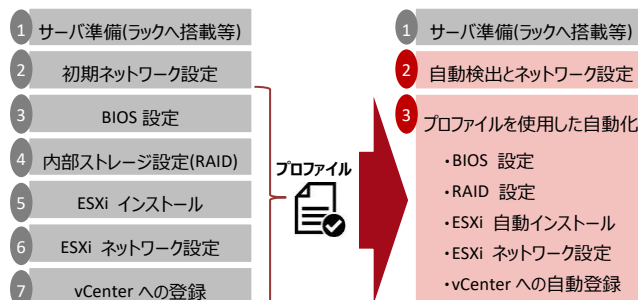 1 サーバ準備(ラックへ搭載等)
2 初期ネットワーク設定
3 BIOS 設定
4 内部ストレージ設定(RAID)
5 ESXi インストール
6 ESXi ネットワーク設定
7 vCenter への登録
プロファイル
1 サーバ準備(ラックへ搭載等)
2 自動検出とネットワーク設定
3 プロファイルを使用した自動化
・BIOS 設定
・RAID 設定
・ESXi 自動インストール
・ESXi ネットワーク設定
・vCenter への自動登録